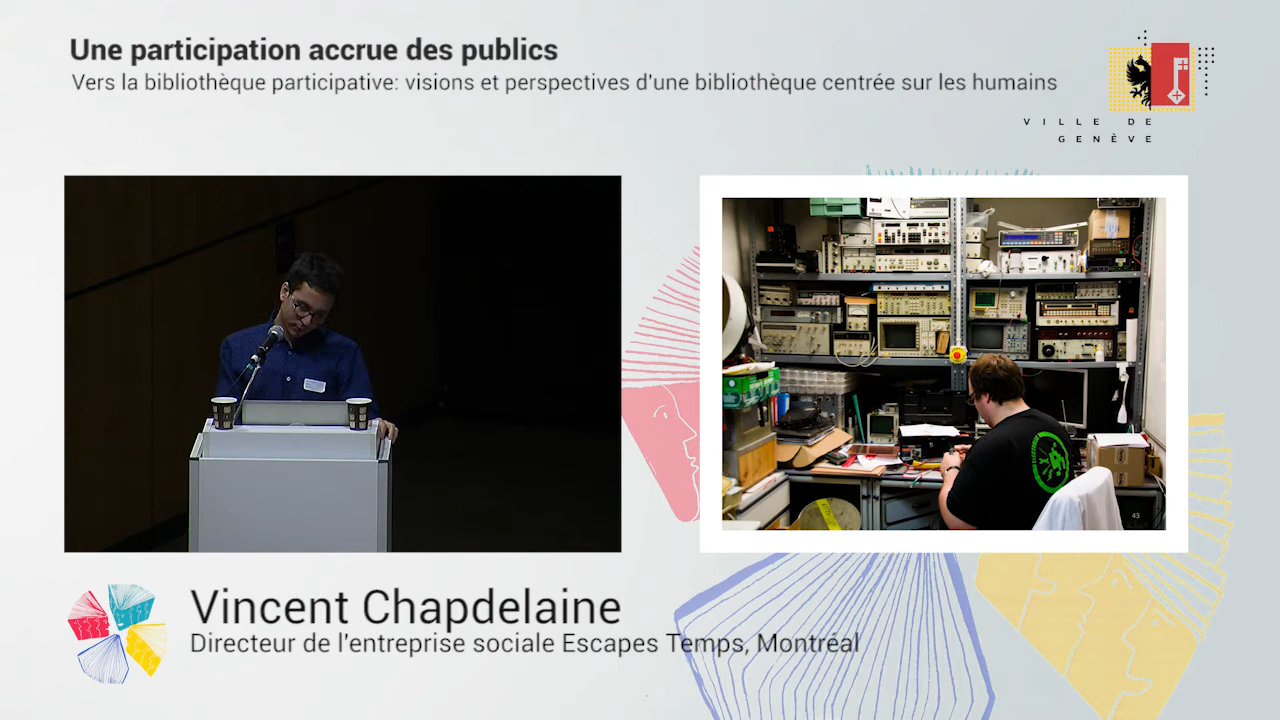 Une participation accrue des publics
Vers la bibliothèque participative: visions et perspectives d'une bibliothèque centrée sur les humains
VILLE DE
GENÈVE
43
Vincent Chapdelaine
Directeur de l'entreprise sociale Escapes Temps, Montréal